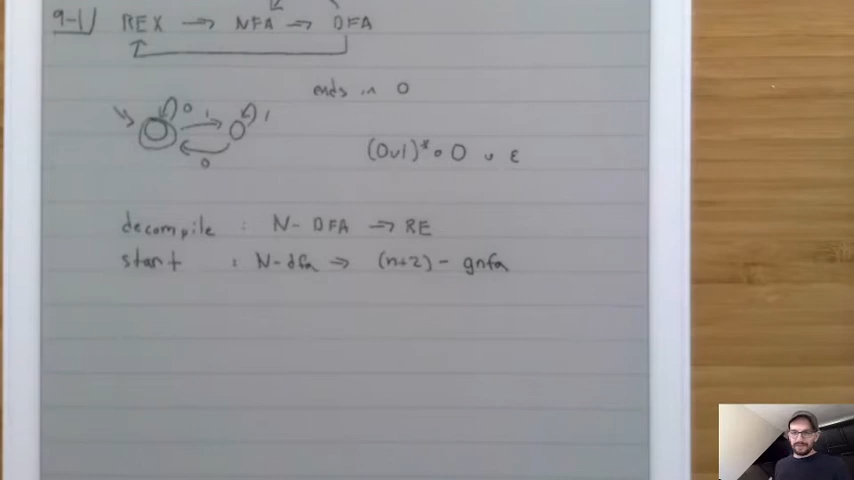 9-1/ REX → NFA → DFA
ends in 0
0 1 1
0
(0∪1)*∘0 ∪ ε
decompile : N- DFA → RE
start : N-dfa ⇒ (n+2)- gnfa